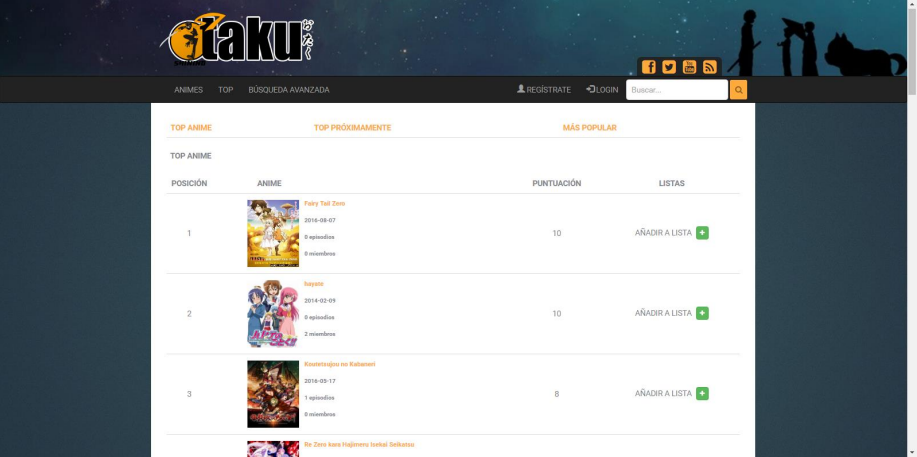 Otaku
おたく
ANIMES TOP BÚSQUEDA AVANZADA REGÍSTRATE LOGIN Buscar...
TOP ANIME TOP PRÓXIMAMENTE MÁS POPULAR
TOP ANIME
POSICIÓN ANIME PUNTUACIÓN LISTAS
Fairy Tail Zero
2016-08-07
0 episodios
0 miembros
1 10 AÑADIR A LISTA
hayate
2014-02-09
0 episodios
2 miembros
2 10 AÑADIR A LISTA
Koutetsujou no Kabaneri
2016-05-17
1 episodios
0 miembros
3 8 AÑADIR A LISTA
Re Zero kara Hajimeru Isekai Seikatsu